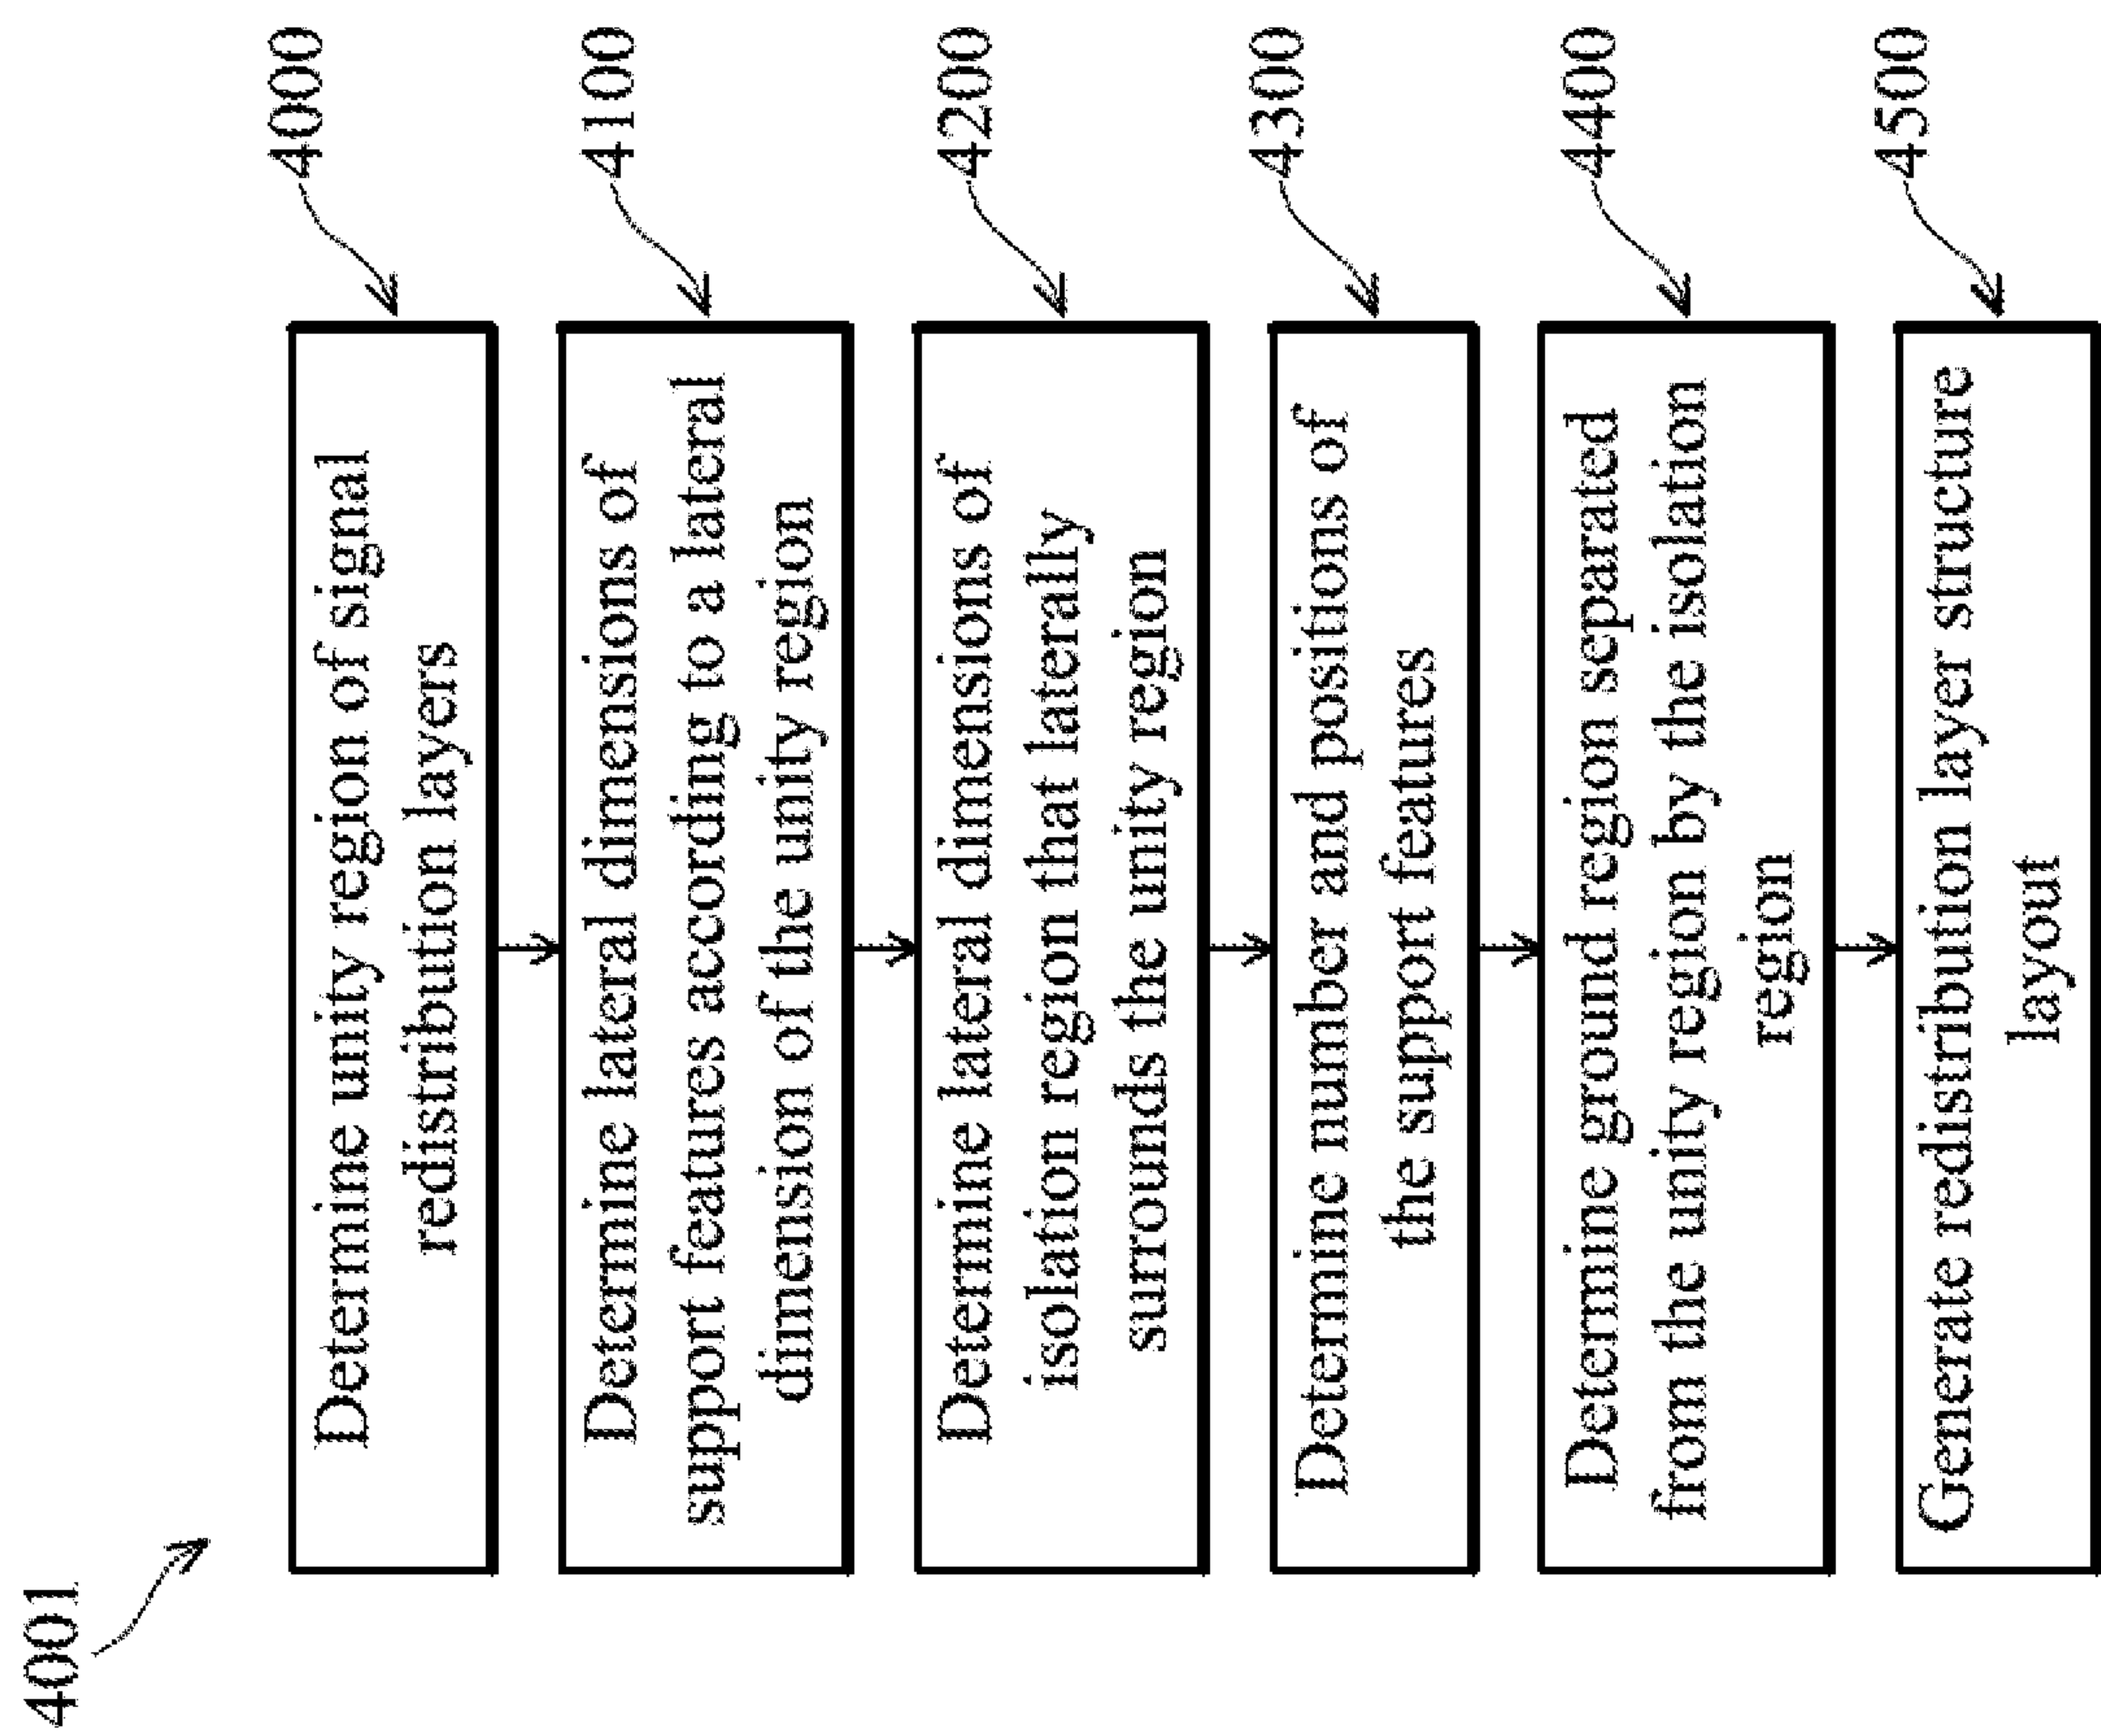 4001
Determine unity region of signal
redistribution layers
4000
Determine lateral dimensions of
support features according to a lateral
dimension of the unity region
4100
Determine lateral dimensions of
isolation region that laterally
surrounds the unity region
4200
Determine number and positions of
the support features
4300
Determine ground region separated
from the unity region by the isolation
region
4400
Generate redistribution layer structure
layout
4500